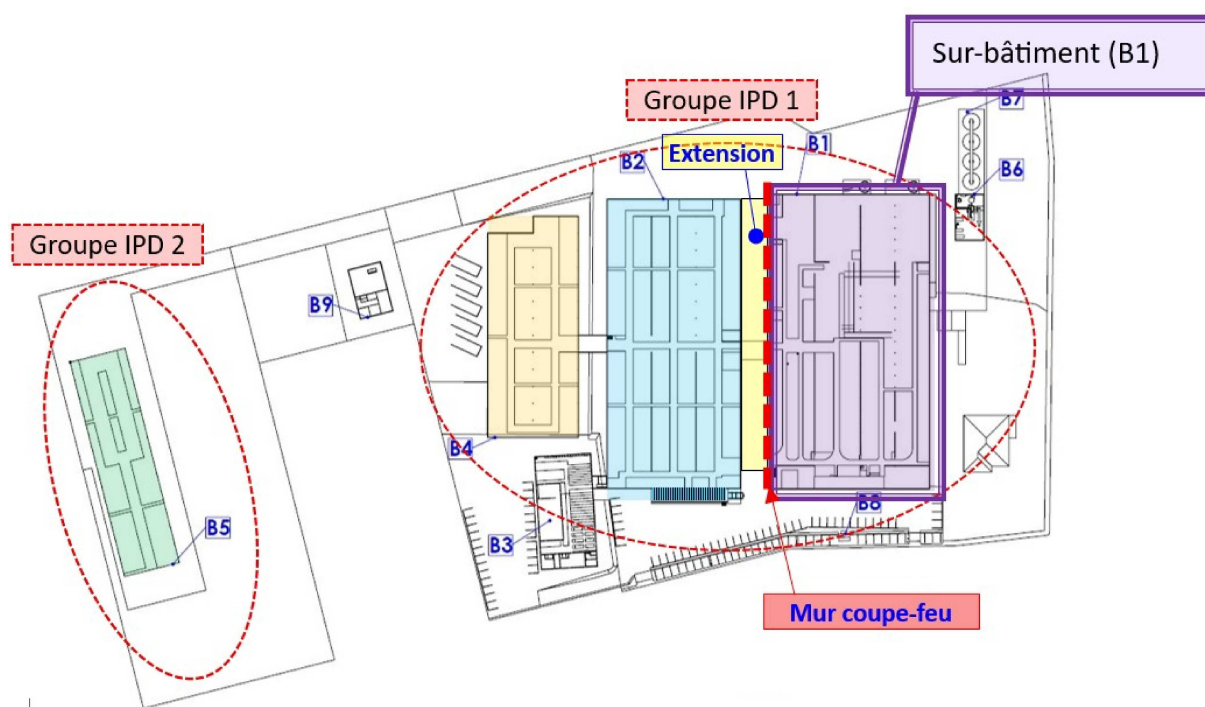 Sur-bâtiment (B1)
Groupe IPD 1
B7
B2
Extension
B1
B6
Groupe IPD 2
B9
B4
B8
B3
B5
Mur coupe-feu